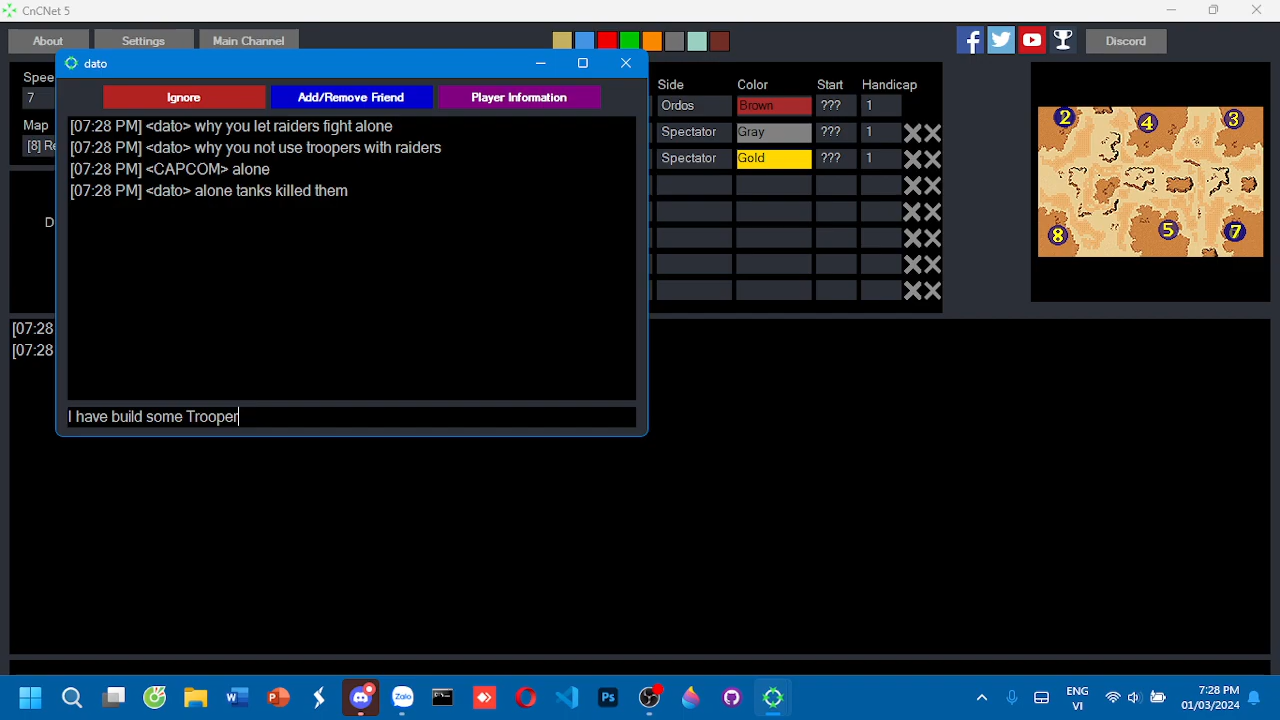 CnCNet 5
About
Settings
Main Channel
Discord
Spee
7
Map
[8] Re
D
[07:28
[07:28
dato
Ignore
Add/Remove Friend
Player Information
[07:28 PM] <dato> why you let raiders fight alone
[07:28 PM] <dato> why you not use troopers with raiders
[07:28 PM] <CAPCOM> alone
[07:28 PM] <dato> alone tanks killed them
I have build some Trooper
Side Color Start Handicap
Ordos Brown ??? 1
Spectator Gray ??? 1
Spectator Gold ??? 1
2 4 3
8 5 7
Zalo
Ps
ENG
VI
7:28 PM
01/03/2024